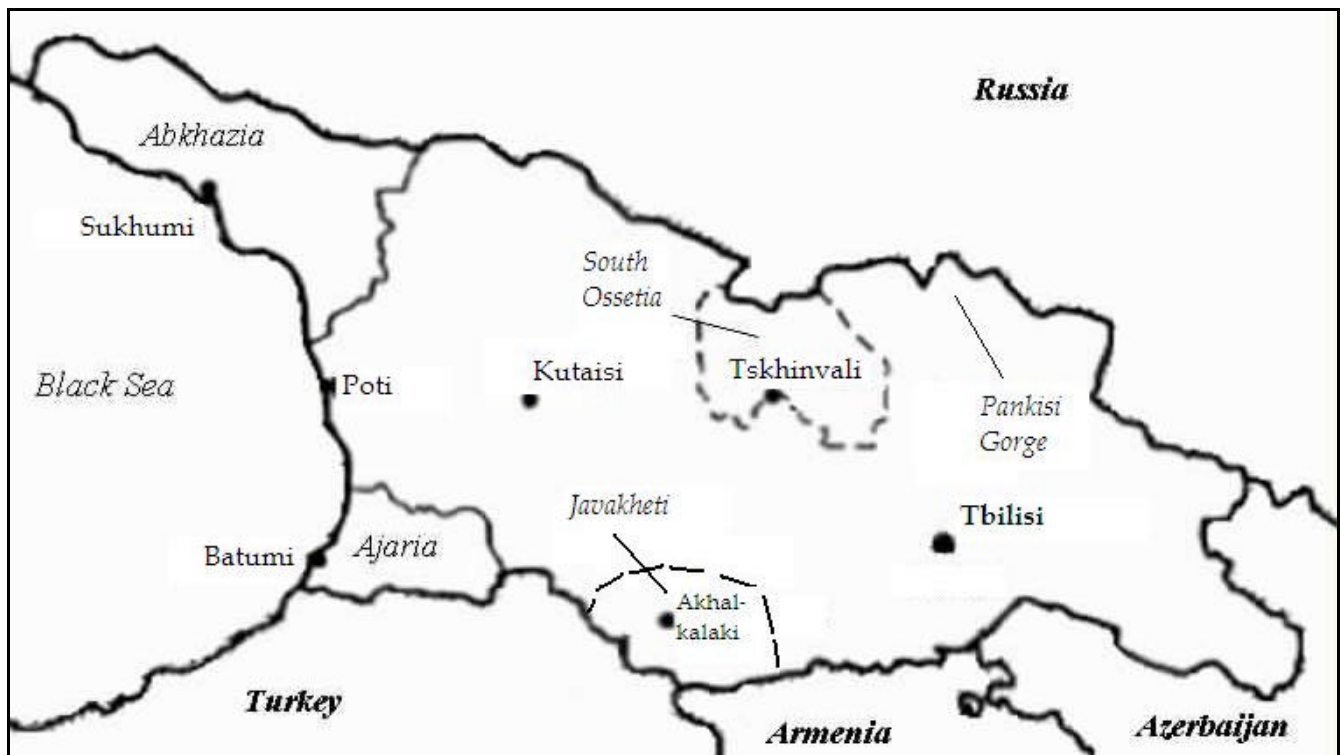 Russia
Abkhazia
Sukhumi
South
Ossetia
Black Sea
Poti
Kutaisi
Tskhinvali
Pankisi
Gorge
Javakheti
Tbilisi
Batumi
Ajaria
Akhal-
kalaki
Turkey
Armenia
Azerbaijan